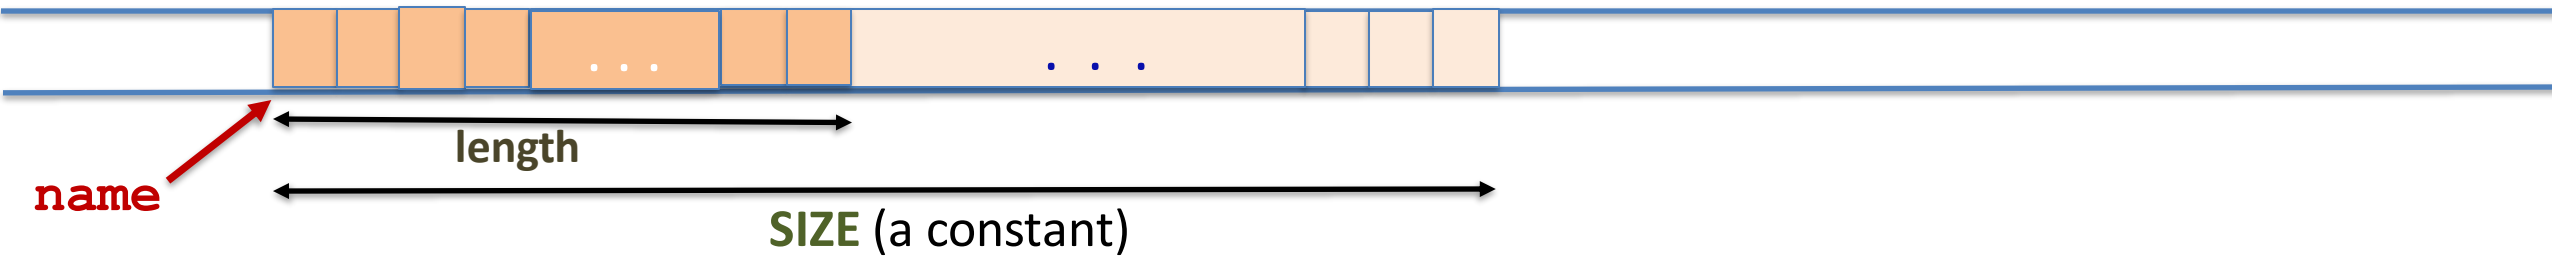 . . .
. . .
length
name
SIZE (a constant)